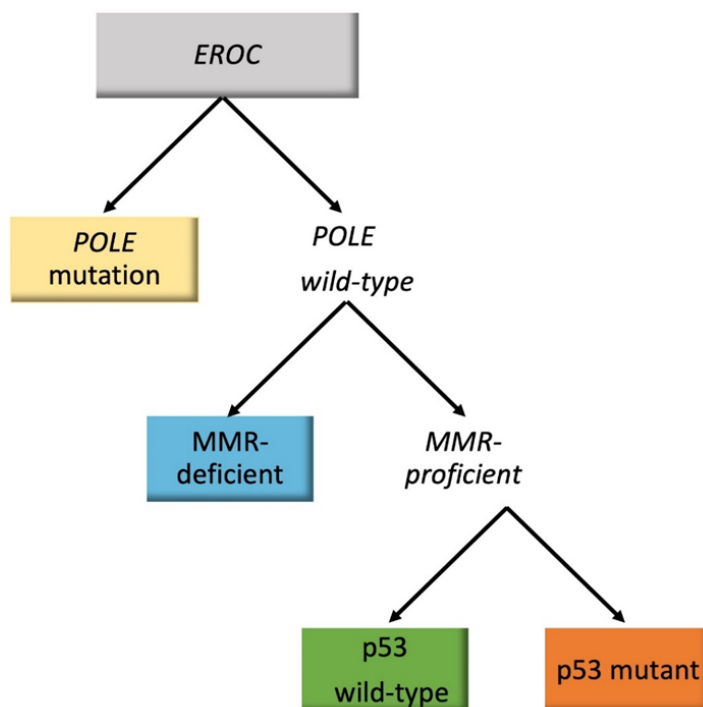 EROC
POLE
mutation
POLE
wild-type
MMR-
deficient
MMR-
proficient
p53
wild-type
p53 mutant